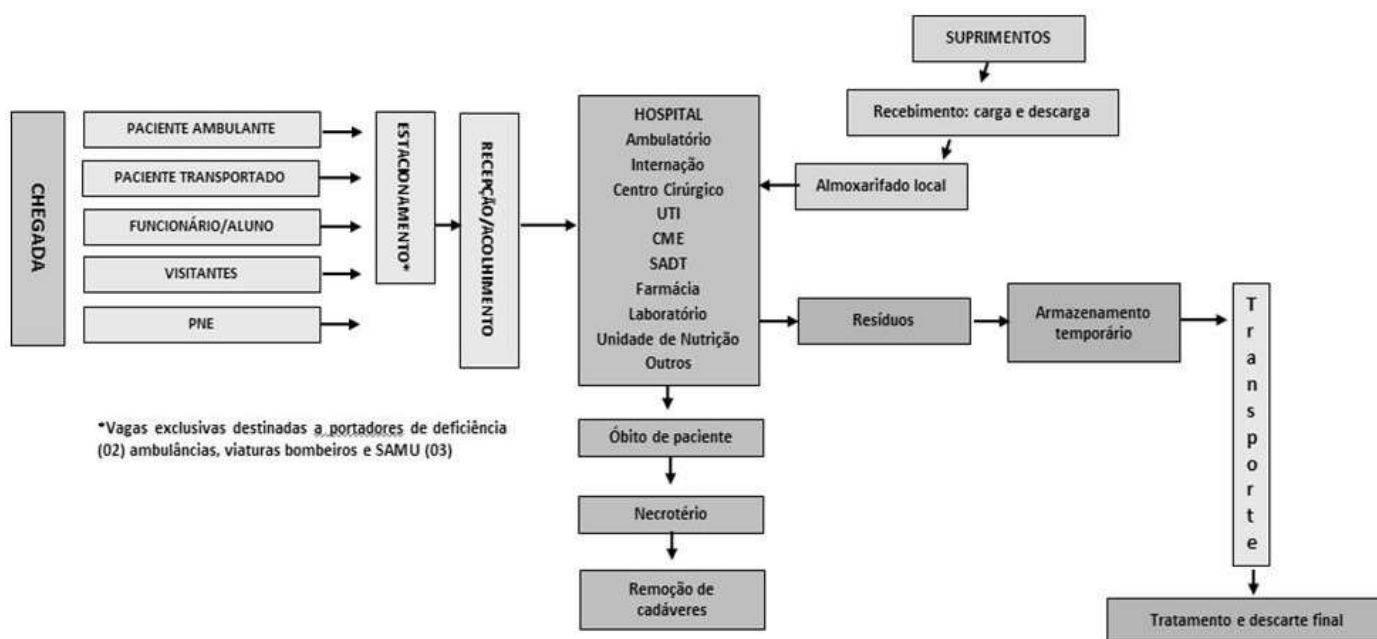 CHEGADA
PACIENTE AMBULANTE
PACIENTE TRANSPORTADO
FUNCIONÁRIO/ALUNO
VISITANTES
PNE
ESTACIONAMENTO*
RECEPÇÃO/ACOLHIMENTO
*Vagas exclusivas destinadas a portadores de deficiência
(02) ambulâncias, viaturas bombeiros e SAMU (03)
HOSPITAL
Ambulatório
Internação
Centro Cirúrgico
UTI
CME
SADT
Farmácia
Laboratório
Unidade de Nutrição
Outros
Óbito de paciente
Necrotério
Remoção de
cadáveres
SUPRIMENTOS
Recebimento: carga e descarga
Almoxarifado local
Resíduos
Armazenamento
temporário
Transporte
Tratamento e descarte final